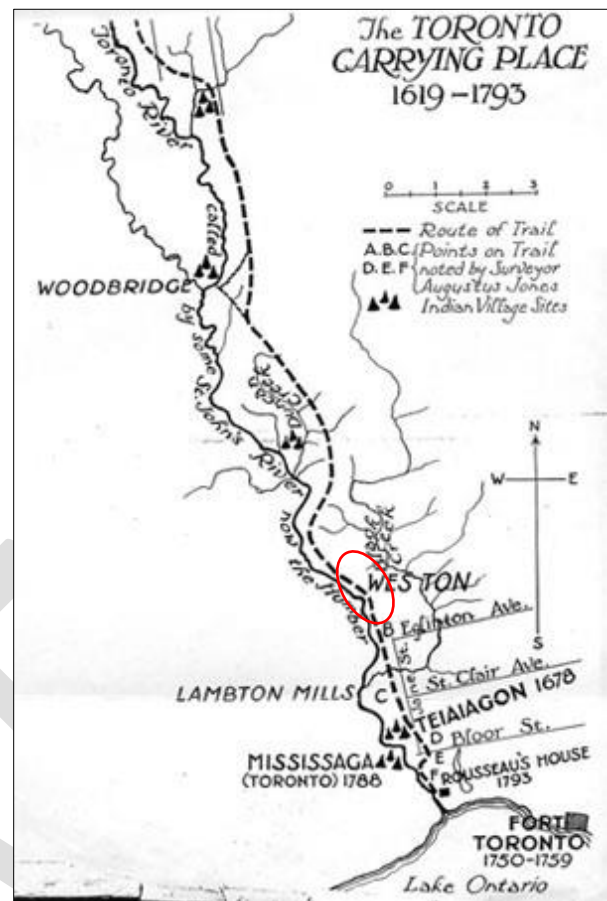 The TORONTO
CARRYING PLACE
1619–1793
0 1 2 3
SCALE
Route of Trail
A.B.C. Points on Trail
D.E.F. noted by Surveyor
Augustus Jones
Indian Village Sites
Toronto River
called
WOODBRIDGE
by some St. John's River
now the Humber
Creek
N
W E
S
Black Creek
WESTON
B Eglinton Ave.
St. Clair Ave.
LAMBTON MILLS
C
TEIAIAGON 1678
D Bloor St.
MISSISSAGA
(TORONTO) 1788
E
F ROUSSEAU'S HOUSE
1793
FORT
TORONTO
1750-1759
Lake Ontario